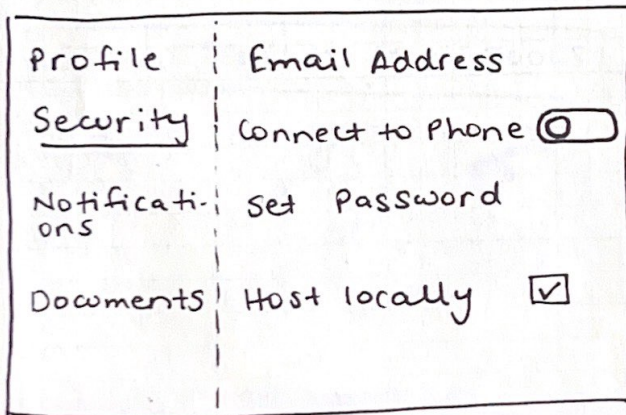 Profile
Security
Notificati-
ons
Documents
Email Address
Connect to Phone
Set Password
Host locally